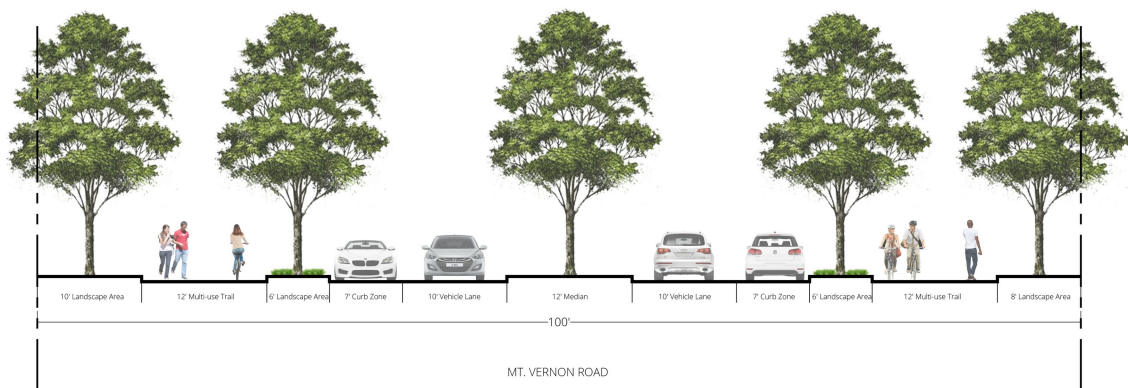 10' Landscape Area
12' Multi-use Trail
6' Landscape Area
7' Curb Zone
10' Vehicle Lane
12' Median
10' Vehicle Lane
7' Curb Zone
6' Landscape Area
12' Multi-use Trail
8' Landscape Area
100'
MT. VERNON ROAD